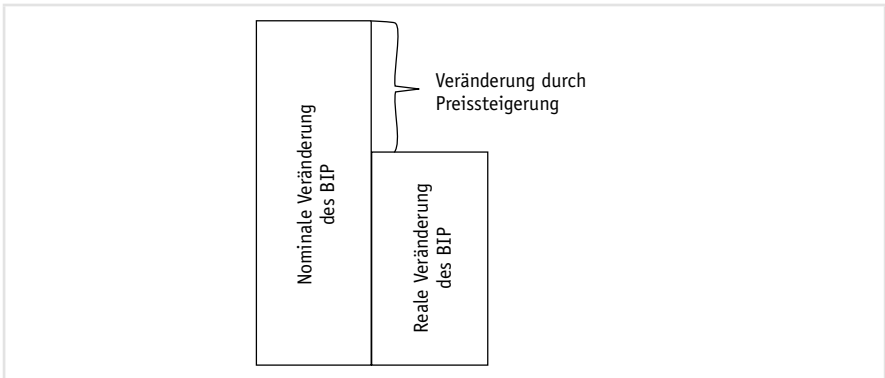 Nominale Veränderung
des BIP
Veränderung durch
Preissteigerung
Reale Veränderung
des BIP